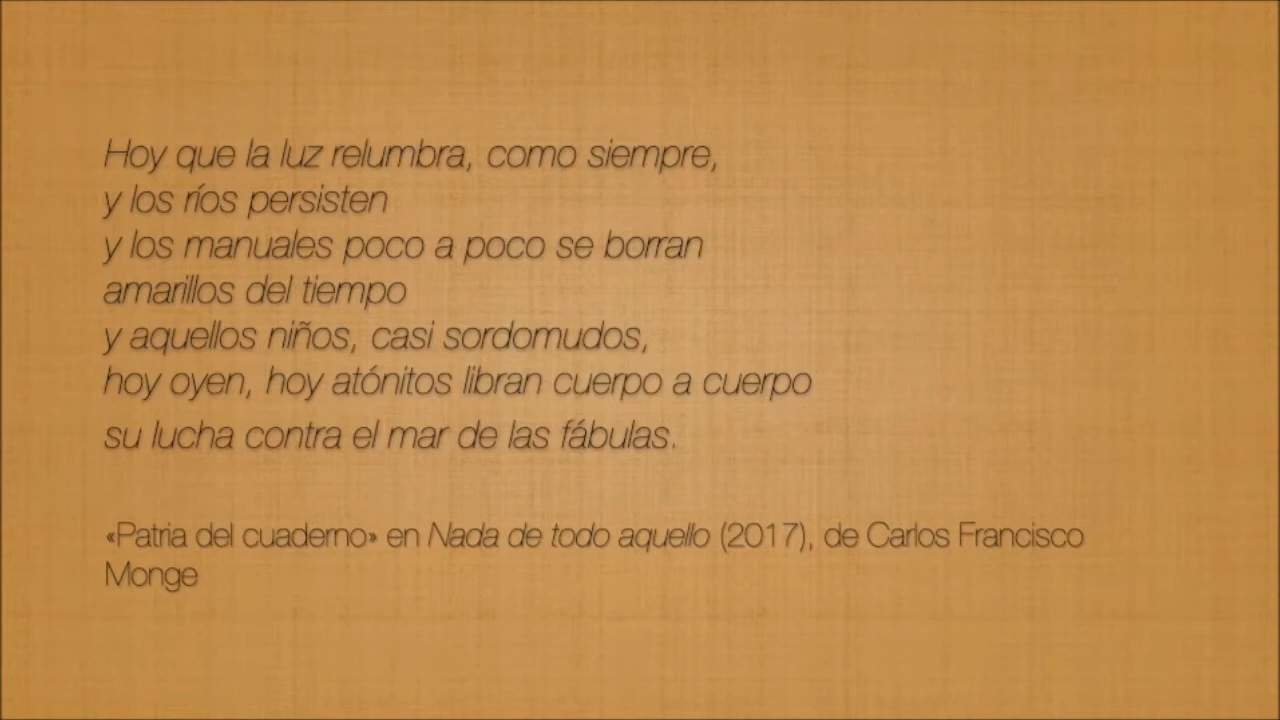 Hoy que la luz relumbra, como siempre,
y los ríos persisten
y los manuales poco a poco se borran
amarillos del tiempo
y aquellos niños, casi sordomudos,
hoy oyen, hoy atónitos libran cuerpo a cuerpo
su lucha contra el mar de las fábulas.
«Patria del cuaderno» en Nada de todo aquello (2017), de Carlos Francisco
Monge